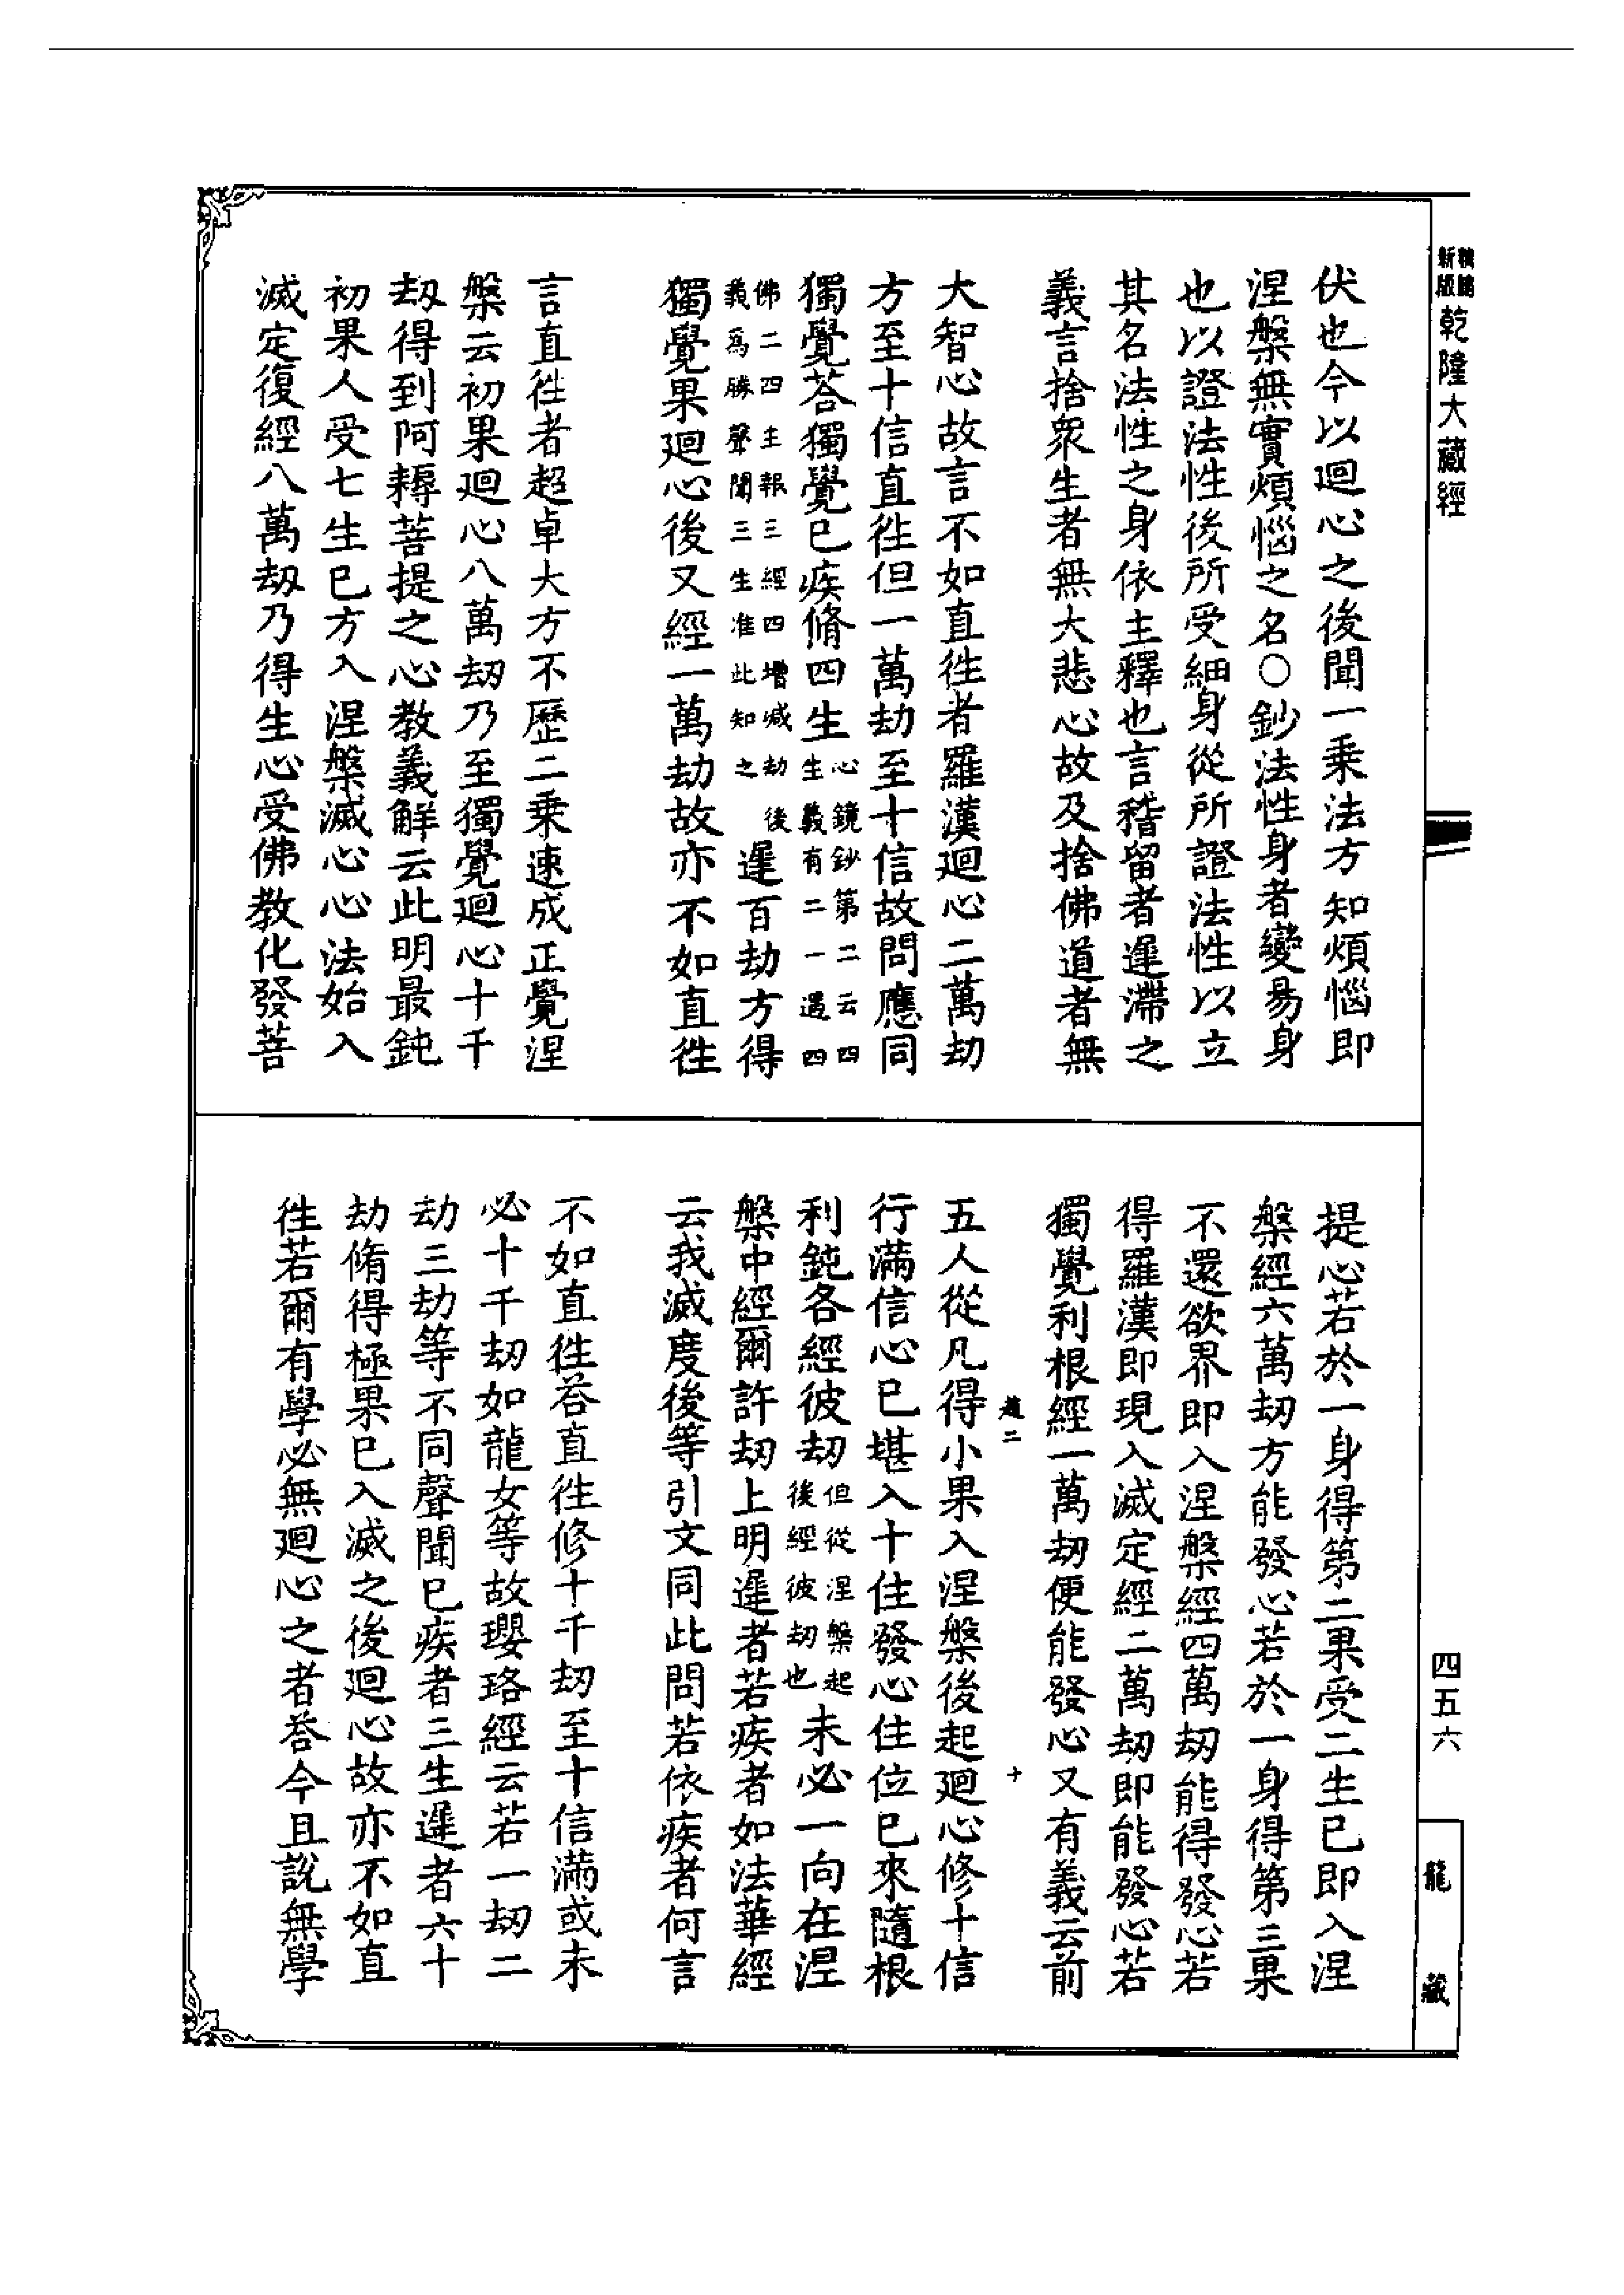 新版 乾隆大藏經
伏也今以迴心之後聞一乘法方知煩惱即
涅槃無實煩惱之名○鈔法性身者變易身
也以證法性後所受細身從所證法性以立
其名法性之身依主釋也言稽留者遲滯之
義言捨眾生者無大悲心故及捨佛道者無
大智心故言不如直徃者羅漢迴心二萬劫
方至十信直徃但一萬劫至十信故問應同
獨覺荅獨覺已疾脩四生心鏡鈔第二云四
生義有二一遇四
佛二四主報三經四增减劫後
義爲勝聲聞三生准此知之
遲百劫方得
獨覺果迴心後又經一萬劫故亦不如直徃
言直徃者超卓大方不歷二乘速成正覺涅
槃云初果迴心八萬劫乃至獨覺迴心十千
劫得到阿耨菩提之心教義解云此明最鈍
初果人受七生已方入涅槃滅心心法始入
滅定復經八萬劫乃得生心受佛教化發菩
提心若於一身得第二果受二生已即入涅
槃經六萬劫方能發心若於一身得第三果
不還欲界即入涅槃經四萬劫能得發心若
得羅漢即現入滅定經二萬劫即能發心若
獨覺利根經一萬劫便能發心又有義云前
二 十
五人從凡得小果入涅槃後起迴心修十信
行滿信心已堪入十住發心住位已來隨根
利鈍各經彼劫但從涅槃起
後經彼劫也
未必一向在涅
槃中經爾許劫上明遲者若疾者如法華經
云我滅度後等引文同此問若依疾者何言
不如直徃荅直徃修十千劫至十信滿或未
必十千劫如龍女等故瓔珞經云若一劫二
劫三劫等不同聲聞已疾者三生遲者六十
劫脩得極果已入滅之後迴心故亦不如直
徃若爾有學必無迴心之者荅今且說無學
四五六
龍藏